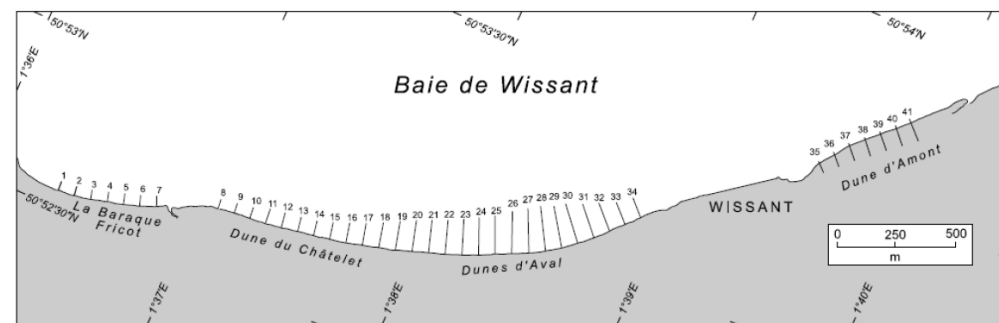 50°53'N
50°53'30"N
50°54'N
1°36'E
Baie de Wissant
1 2 3 4 5 6 7
8 9 10 11 12 13 14 15 16 17 18 19 20 21 22 23 24 25 26 27 28 29 30 31 32 33 34
35 36 37 38 39 40 41
50°52'30"N
La Baraque
Fricot
Dune du Châtelet
Dunes d'Aval
WISSANT
Dune d'Amont
0 250 500
m
1°37'E
1°38'E
1°39'E
1°40'E